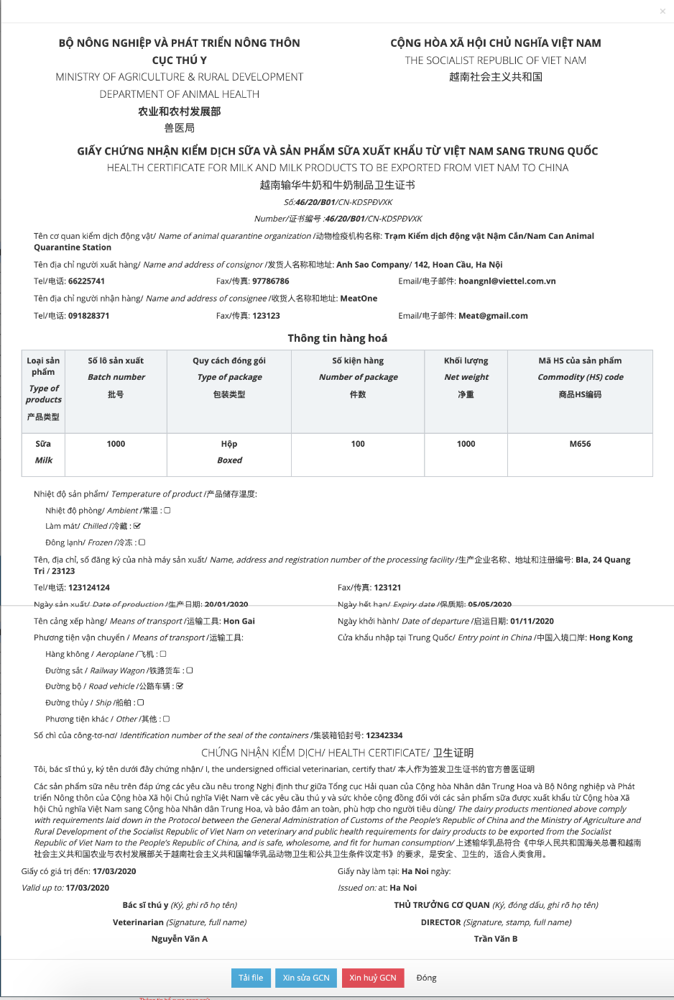 ×
BỘ NÔNG NGHIỆP VÀ PHÁT TRIỂN NÔNG THÔN
CỤC THÚ Y
MINISTRY OF AGRICULTURE & RURAL DEVELOPMENT
DEPARTMENT OF ANIMAL HEALTH
农业和农村发展部
兽医局
CỘNG HÒA XÃ HỘI CHỦ NGHĨA VIỆT NAM
THE SOCIALIST REPUBLIC OF VIET NAM
越南社会主义共和国
GIẤY CHỨNG NHẬN KIỂM DỊCH SỮA VÀ SẢN PHẨM SỮA XUẤT KHẨU TỪ VIỆT NAM SANG TRUNG QUỐC
HEALTH CERTIFICATE FOR MILK AND MILK PRODUCTS TO BE EXPORTED FROM VIET NAM TO CHINA
越南输华牛奶和牛奶制品卫生证书
Số:46/20/B01/CN-KDSPĐVXK
Number/证书编号 :46/20/B01/CN-KDSPĐVXK
Tên cơ quan kiểm dịch động vật/ Name of animal quarantine organization /动物检疫机构名称: Trạm Kiểm dịch động vật Nậm Cắn/Nam Can Animal
Quarantine Station
Tên địa chỉ người xuất hàng/ Name and address of consignor /发货人名称和地址: Anh Sao Company/ 142, Hoan Cầu, Ha Nội
Tel/电话: 66225741 Fax/传真: 97786786 Email/电子邮件: hoangnl@viettel.com.vn
Tên địa chỉ người nhận hàng/ Name and address of consignee /收货人名称和地址: MeatOne
Tel/电话: 091828371 Fax/传真: 123123 Email/电子邮件: Meat@gmail.com
Thông tin hàng hoá
Loại sản
phẩm
Type of
products
产品类型
Số lô sản xuất
Batch number
批号
Quy cách đóng gói
Type of package
包装类型
Số kiện hàng
Number of package
件数
Khối lượng
Net weight
净重
Mã HS của sản phẩm
Commodity (HS) code
商品HS编码
Sữa
Milk
1000
Hộp
Boxed
100
1000
M656
Nhiệt độ sản phẩm/ Temperature of product /产品储存温度:
Nhiệt độ phòng/ Ambient /常温 : ☐
Làm mát/ Chilled /冷藏 : ☑
Đông lạnh/ Frozen /冷冻 : ☐
Tên, địa chỉ, số đăng ký của nhà máy sản xuất/ Name, address and registration number of the processing facility /生产企业名称、地址和注册编号: Bla, 24 Quang
Tri / 23123
Tel/电话: 123124124 Fax/传真: 123121
Ngày sản xuất/ Date of production /生产日期: 20/01/2020 Ngày hết hạn/ Expiry date /保质期: 05/05/2020
Tên cảng xếp hàng/ Means of transport /运输工具: Hon Gai Ngày khởi hành/ Date of departure /启运日期: 01/11/2020
Phương tiện vận chuyển / Means of transport /运输工具: Cửa khẩu nhập tại Trung Quốc/ Entry point in China /中国入境口岸: Hong Kong
Hàng không / Aeroplane /飞机 : ☐
Đường sắt / Railway Wagon /铁路货车 : ☐
Đường bộ / Road vehicle /公路车辆 : ☑
Đường thủy / Ship /船舶 : ☐
Phương tiện khác / Other /其他 : ☐
Số chì của công-tơ-nơ/ Identification number of the seal of the containers /集装箱铅封号: 12342334
CHỨNG NHẬN KIỂM DỊCH/ HEALTH CERTIFICATE/ 卫生证明
Tôi, bác sĩ thú y, ký tên dưới đây chứng nhận/ I, the undersigned official veterinarian, certify that/ 本人作为签发卫生证书的官方兽医证明
Các sản phẩm sữa nêu trên đáp ứng các yêu cầu nêu trong Nghị định thư giữa Tổng cục Hải quan của Cộng hòa Nhân dân Trung Hoa và Bộ Nông nghiệp và Phát
triển Nông thôn của Cộng hòa Xã hội Chủ nghĩa Việt Nam về các yêu cầu thú y và sức khỏe cộng đồng đối với các sản phẩm sữa được xuất khẩu từ Cộng hòa Xã
hội Chủ nghĩa Việt Nam sang Cộng hòa Nhân dân Trung Hoa, và bảo đảm an toàn, phù hợp cho người tiêu dùng/ The dairy products mentioned above comply
with requirements laid down in the Protocol between the General Administration of Customs of the People's Republic of China and the Ministry of Agriculture and
Rural Development of the Socialist Republic of Viet Nam on veterinary and public health requirements for dairy products to be exported from the Socialist
Republic of Viet Nam to the People's Republic of China, and is safe, wholesome, and fit for human consumption/ 上述输华乳品符合《中华人民共和国海关总署和越南
社会主义共和国农业与农村发展部关于越南社会主义共和国输华乳品动物卫生和公共卫生条件议定书》的要求，是安全、卫生的，适合人类食用。
Giấy có giá trị đến: 17/03/2020 Giấy này làm tại: Ha Noi ngày:
Valid up to: 17/03/2020 Issued on: at: Ha Noi
Bác sĩ thú y (Ký, ghi rõ họ tên)
Veterinarian (Signature, full name)
Nguyễn Văn A
THỦ TRƯỞNG CƠ QUAN (Ký, đóng dấu, ghi rõ họ tên)
DIRECTOR (Signature, stamp, full name)
Trần Văn B
Tải file Xin sửa GCN Xin huỷ GCN Đóng